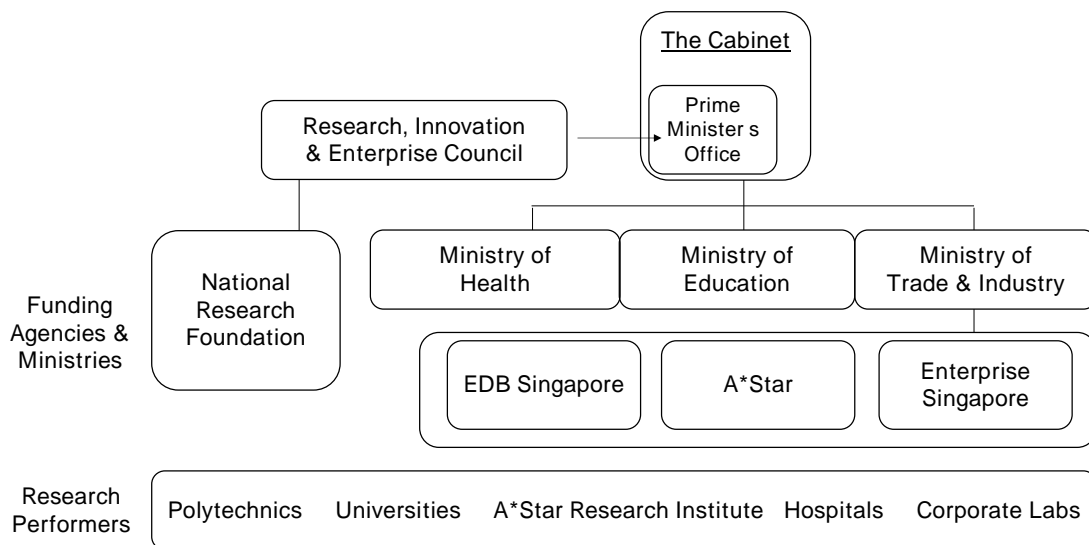 The Cabinet
Prime
Minister s
Office
Research, Innovation
& Enterprise Council
National
Research
Foundation
Ministry of
Health
Ministry of
Education
Ministry of
Trade & Industry
Funding
Agencies &
Ministries
EDB Singapore
A*Star
Enterprise
Singapore
Research
Performers
Polytechnics
Universities
A*Star Research Institute
Hospitals
Corporate Labs